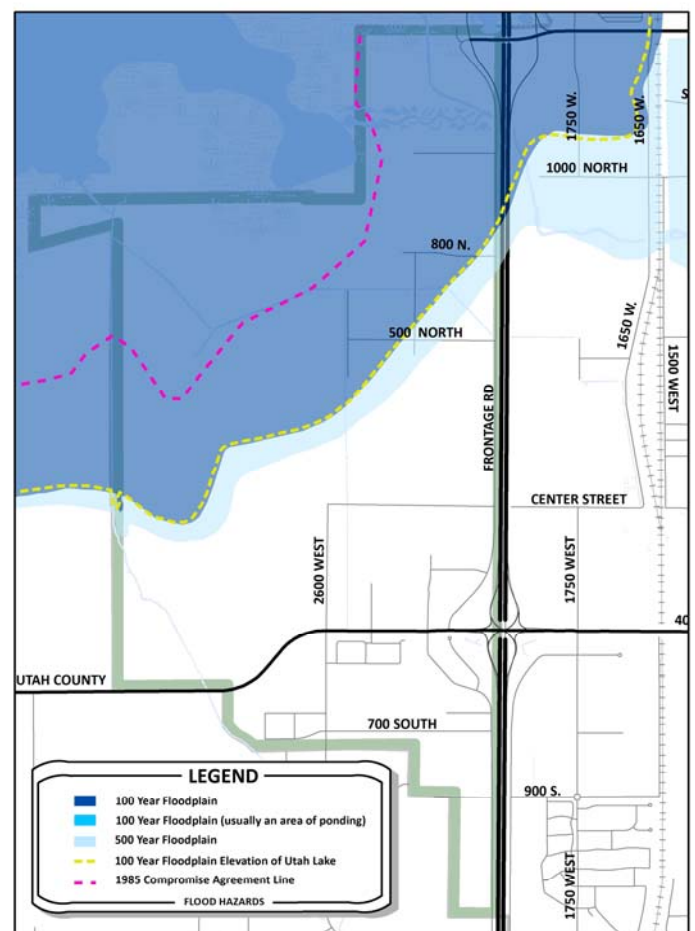 1750 W.
1650 W.
S
1000 NORTH
800 N.
500 NORTH
1650 W.
1500 WEST
FRONTAGE RD
CENTER STREET
2600 WEST
1750 WEST
40
UTAH COUNTY
700 SOUTH
900 S.
1750 WEST
LEGEND
100 Year Floodplain
100 Year Floodplain (usually an area of ponding)
500 Year Floodplain
100 Year Floodplain Elevation of Utah Lake
1985 Compromise Agreement Line
FLOOD HAZARDS